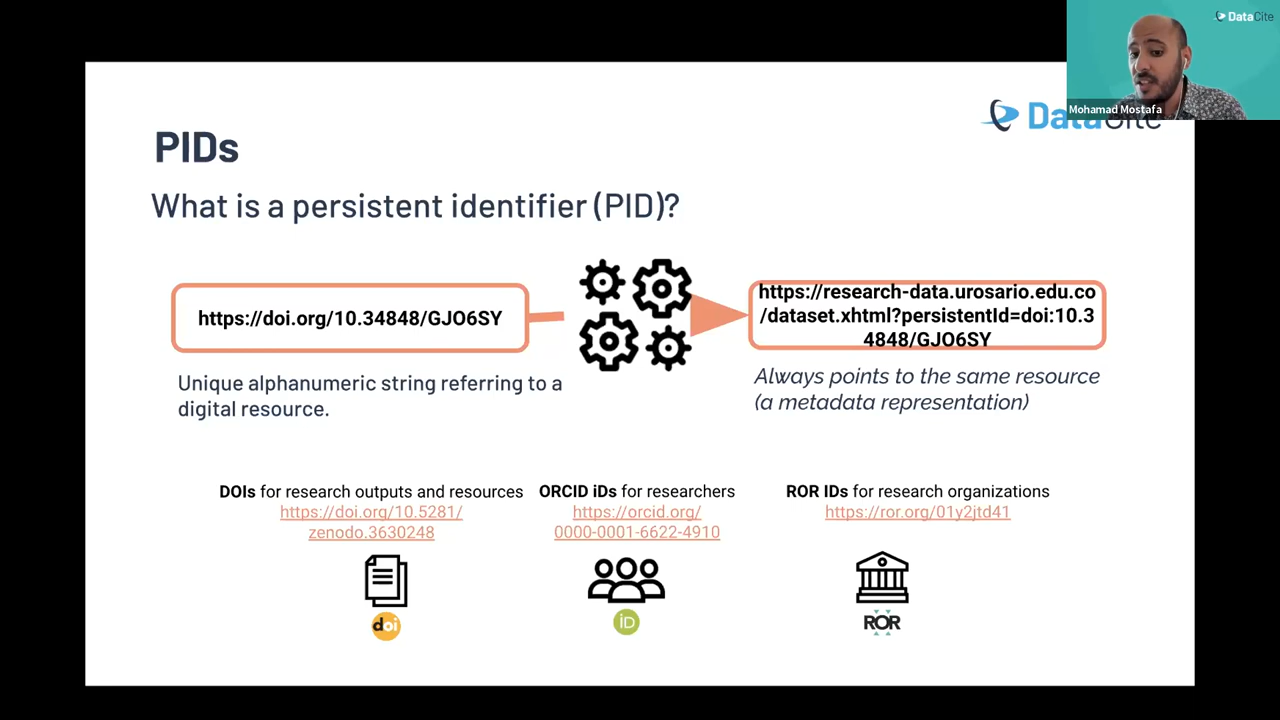 DataCite
Mohamad Mostafa
DataCite
PIDs
What is a persistent identifier (PID)?
https://doi.org/10.34848/GJO6SY
https://research-data.urosario.edu.co
/dataset.xhtml?persistentId=doi:10.3
4848/GJO6SY
Unique alphanumeric string referring to a
digital resource.
Always points to the same resource
(a metadata representation)
DOIs for research outputs and resources
https://doi.org/10.5281/
zenodo.3630248
doi
ORCID iDs for researchers
https://orcid.org/
0000-0001-6622-4910
iD
ROR IDs for research organizations
https://ror.org/01y2jtd41
ROR